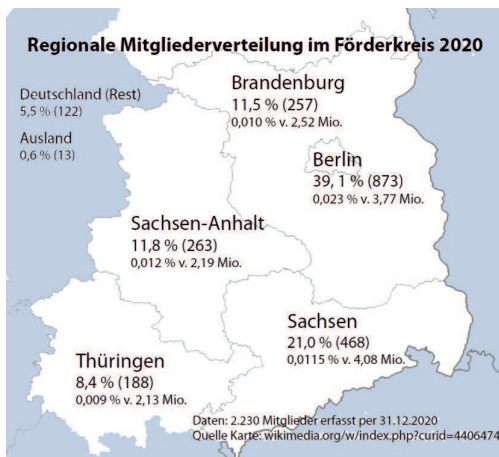 Regionale Mitgliederverteilung im Förderkreis 2020
Deutschland (Rest)
5,5 % (122)
Ausland
0,6 % (13)
Brandenburg
11,5 % (257)
0,010 % v. 2,52 Mio.
Berlin
39, 1 % (873)
0,023 % v. 3,77 Mio.
Sachsen-Anhalt
11,8 % (263)
0,012 % v. 2,19 Mio.
Sachsen
21,0 % (468)
0,0115 % v. 4,08 Mio.
Thüringen
8,4 % (188)
0,009 % v. 2,13 Mio.
Daten: 2.230 Mitglieder erfasst per 31.12.2020
Quelle Karte: wikimedia.org/w/index.php?curid=4406474